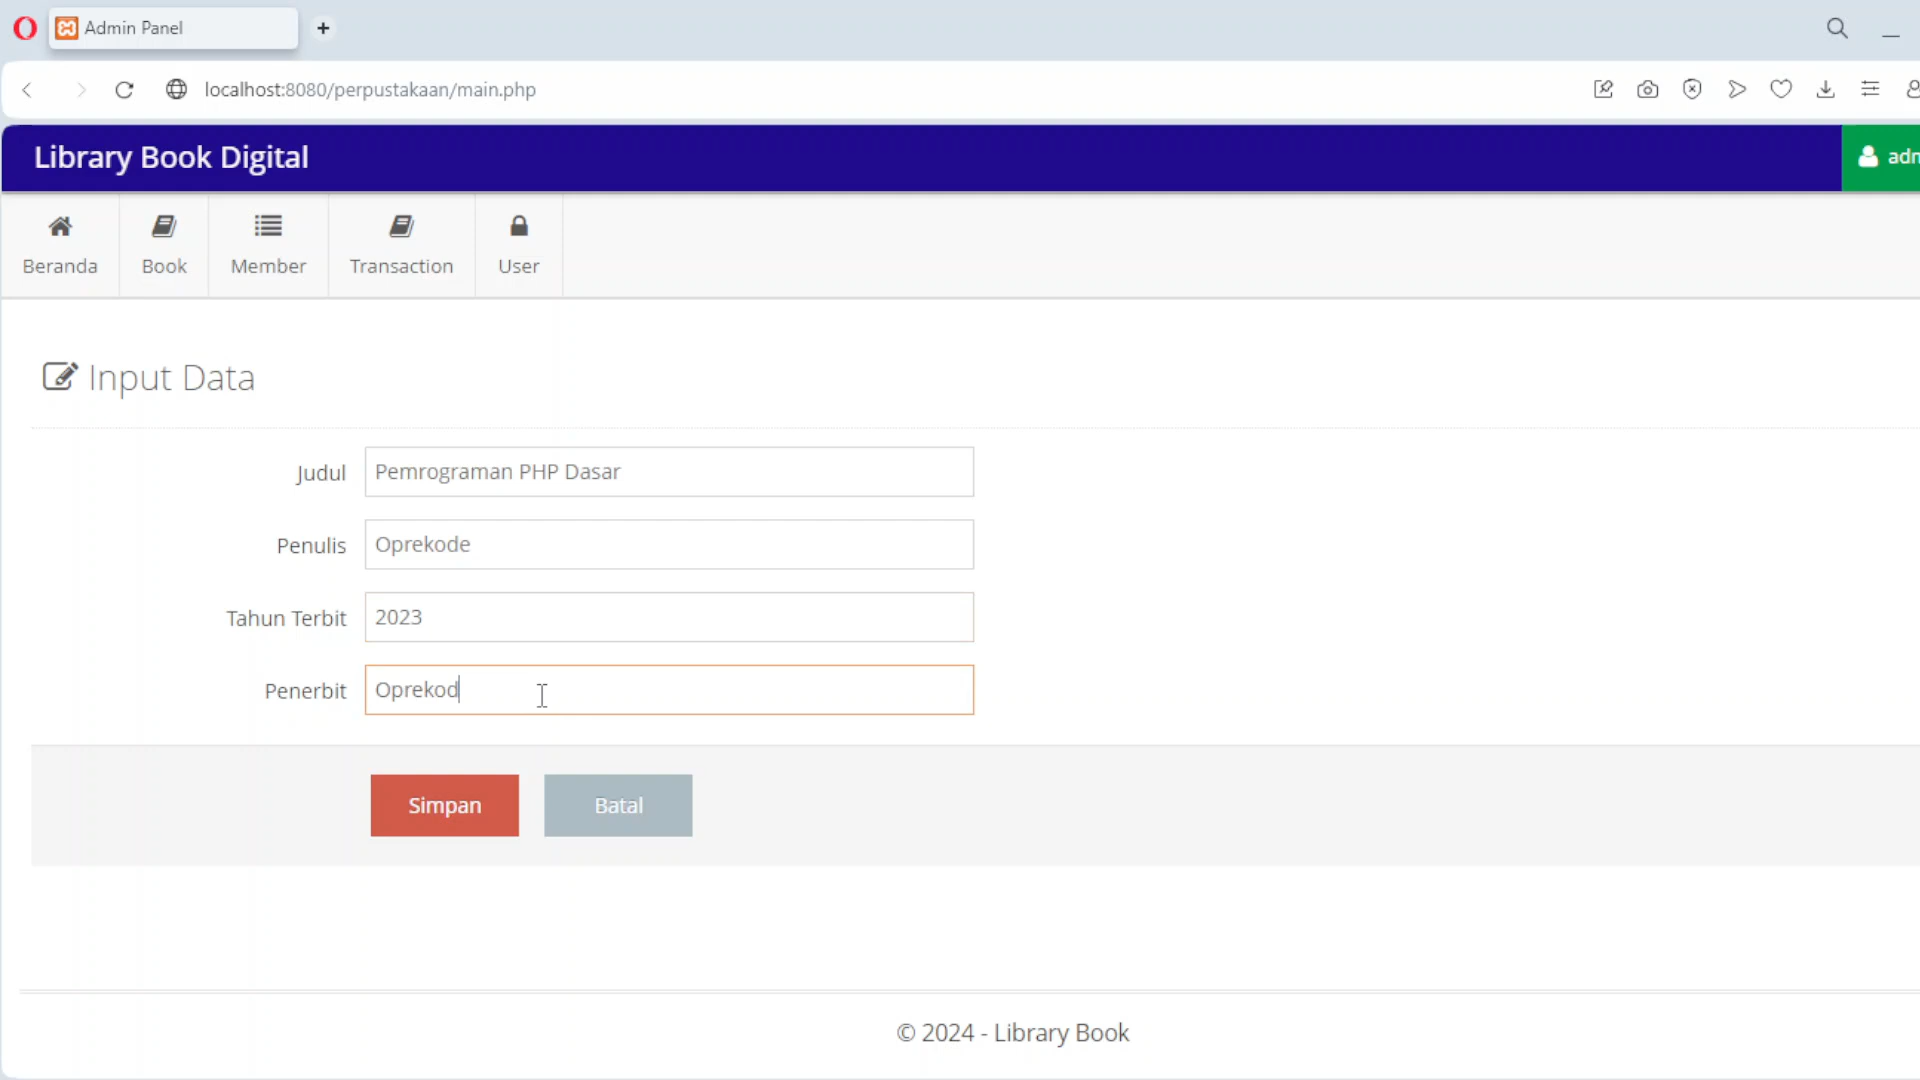 Admin Panel
localhost:8080/perpustakaan/main.php
Library Book Digital
adm
Beranda
Book
Member
Transaction
User
Input Data
Judul
Pemrograman PHP Dasar
Penulis
Oprekode
Tahun Terbit
2023
Penerbit
Oprekod
Simpan
Batal
© 2024 - Library Book